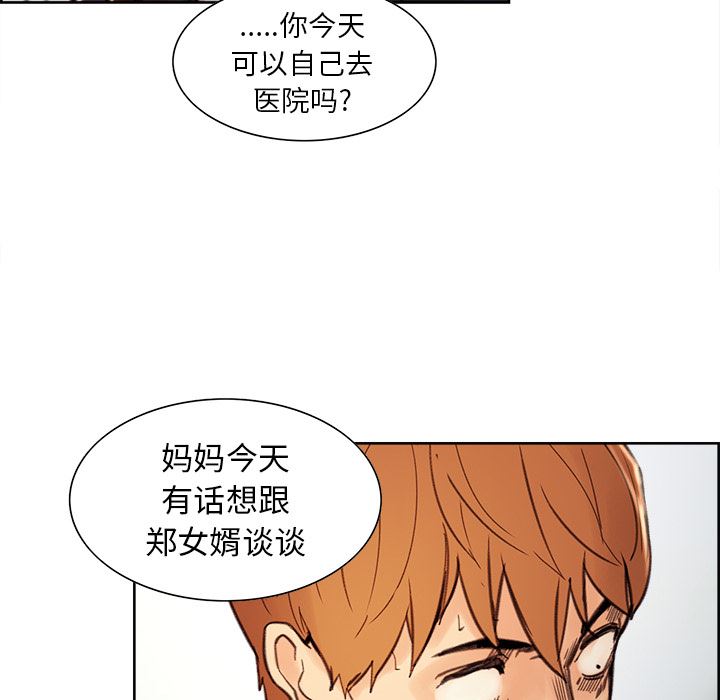 .....你今天
可以自己去
医院吗?
妈妈今天
有话想跟
郑女婿谈谈